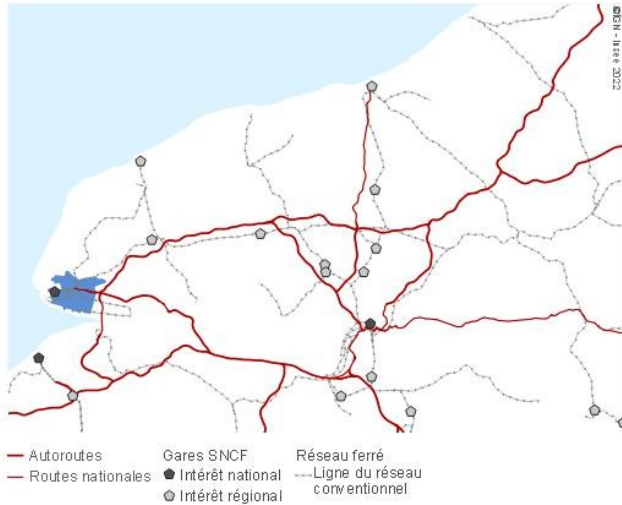 ©IGN - Insee 2022
Autoroutes
Routes nationales
Gares SNCF
Intérêt national
Intérêt régional
Réseau ferré
Ligne du réseau
conventionnel